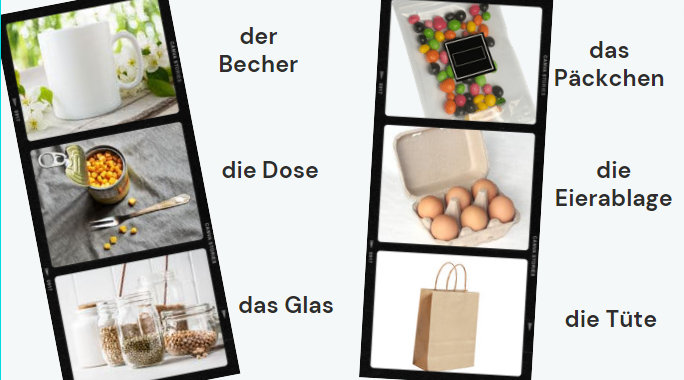 der
Becher
die Dose
das Glas
das
Päckchen
die
Eierablage
die Tüte